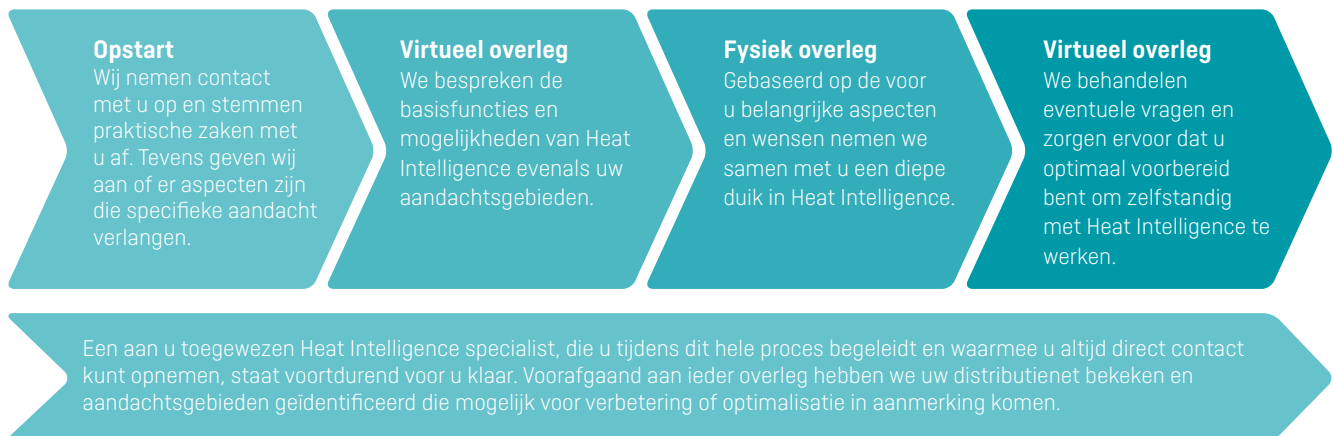 Opstart
Wij nemen contact
met u op en stemmen
praktische zaken met
u af. Tevens geven wij
aan of er aspecten zijn
die specifieke aandacht
verlangen.
Virtueel overleg
We bespreken de
basisfuncties en
mogelijkheden van Heat
Intelligence evenals uw
aandachtsgebieden.
Fysiek overleg
Gebaseerd op de voor
u belangrijke aspecten
en wensen nemen we
samen met u een diepe
duik in Heat Intelligence.
Virtueel overleg
We behandelen
eventuele vragen en
zorgen ervoor dat u
optimaal voorbereid
bent om zelfstandig
met Heat Intelligence te
werken.
Een aan u toegewezen Heat Intelligence specialist, die u tijdens dit hele proces begeleidt en waarmee u altijd direct contact
kunt opnemen, staat voortdurend voor u klaar. Voorafgaand aan ieder overleg hebben we uw distributienet bekeken en
aandachtsgebieden geïdentificeerd die mogelijk voor verbetering of optimalisatie in aanmerking komen.